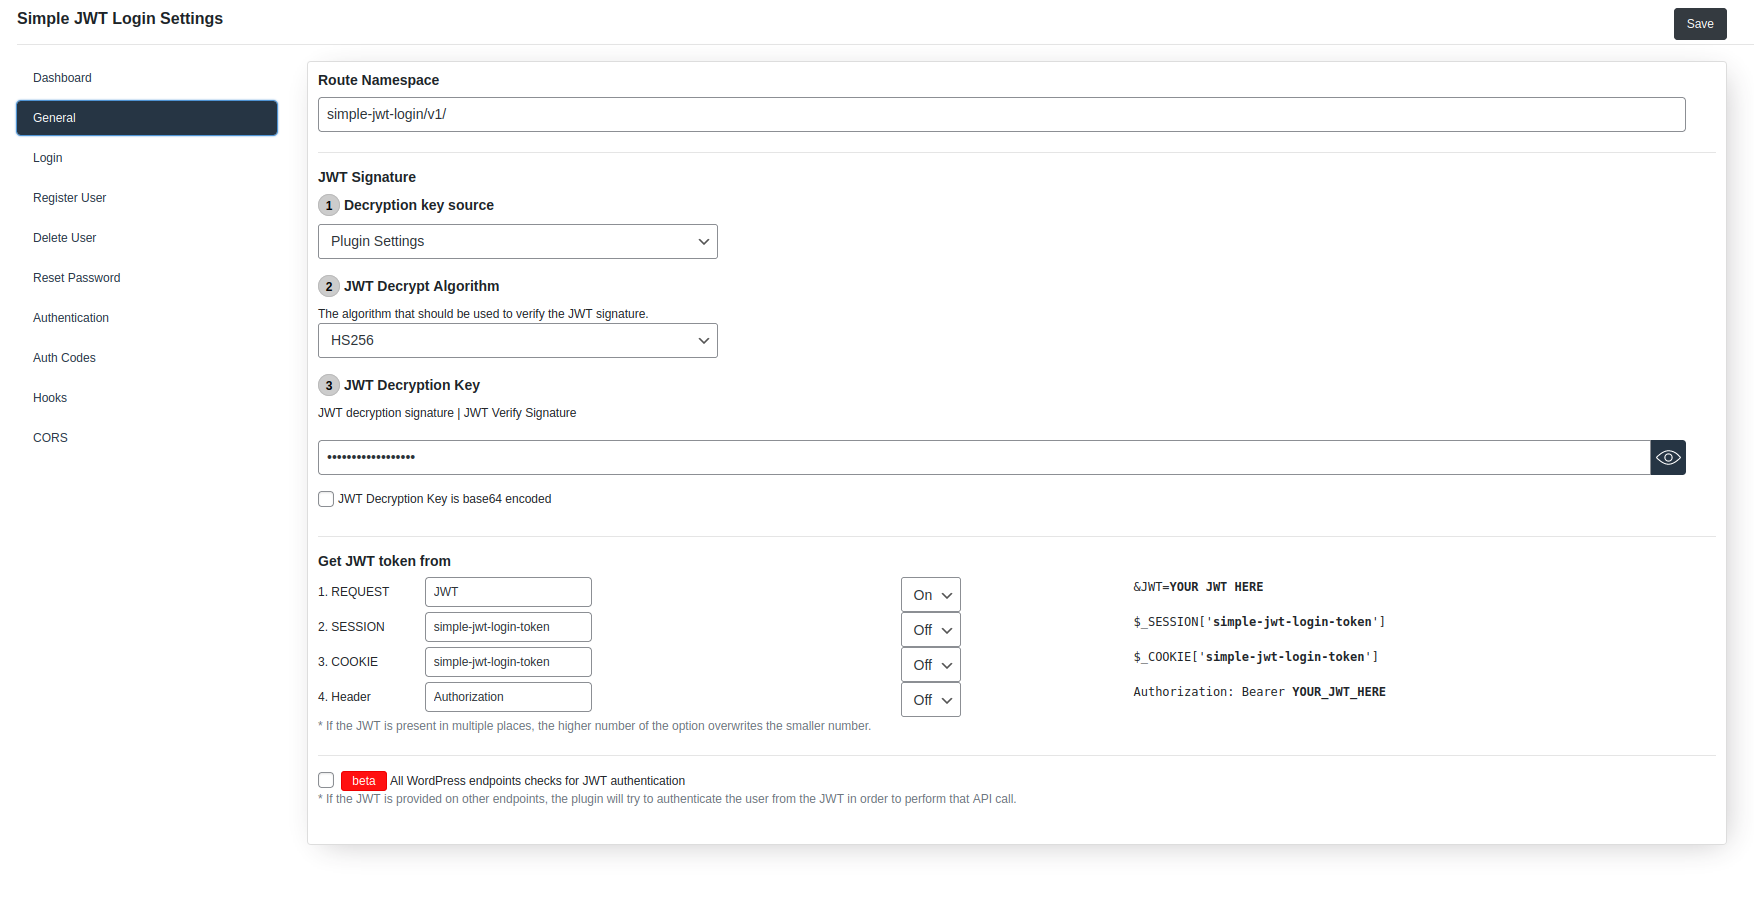 Simple JWT Login Settings
Save
Dashboard
General
Login
Register User
Delete User
Reset Password
Authentication
Auth Codes
Hooks
CORS
Route Namespace
simple-jwt-login/v1/
JWT Signature
1 Decryption key source
Plugin Settings
2 JWT Decrypt Algorithm
The algorithm that should be used to verify the JWT signature.
HS256
3 JWT Decryption Key
JWT decryption signature | JWT Verify Signature
••••••••••••••••••
JWT Decryption Key is base64 encoded
Get JWT token from
1. REQUEST JWT On &JWT=YOUR JWT HERE
2. SESSION simple-jwt-login-token Off $_SESSION['simple-jwt-login-token']
3. COOKIE simple-jwt-login-token Off $_COOKIE['simple-jwt-login-token']
4. Header Authorization Off Authorization: Bearer YOUR_JWT_HERE
* If the JWT is present in multiple places, the higher number of the option overwrites the smaller number.
beta All WordPress endpoints checks for JWT authentication
* If the JWT is provided on other endpoints, the plugin will try to authenticate the user from the JWT in order to perform that API call.